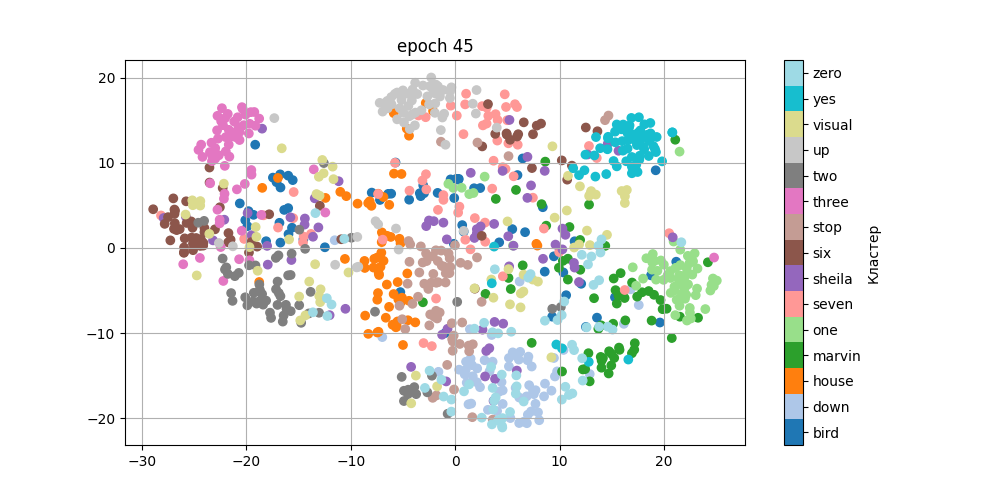 epoch 45
20
10
0
−10
−20
−30
−20
−10
0
10
20
zero
yes
visual
up
two
three
stop
six
sheila
seven
one
marvin
house
down
bird
Кластер